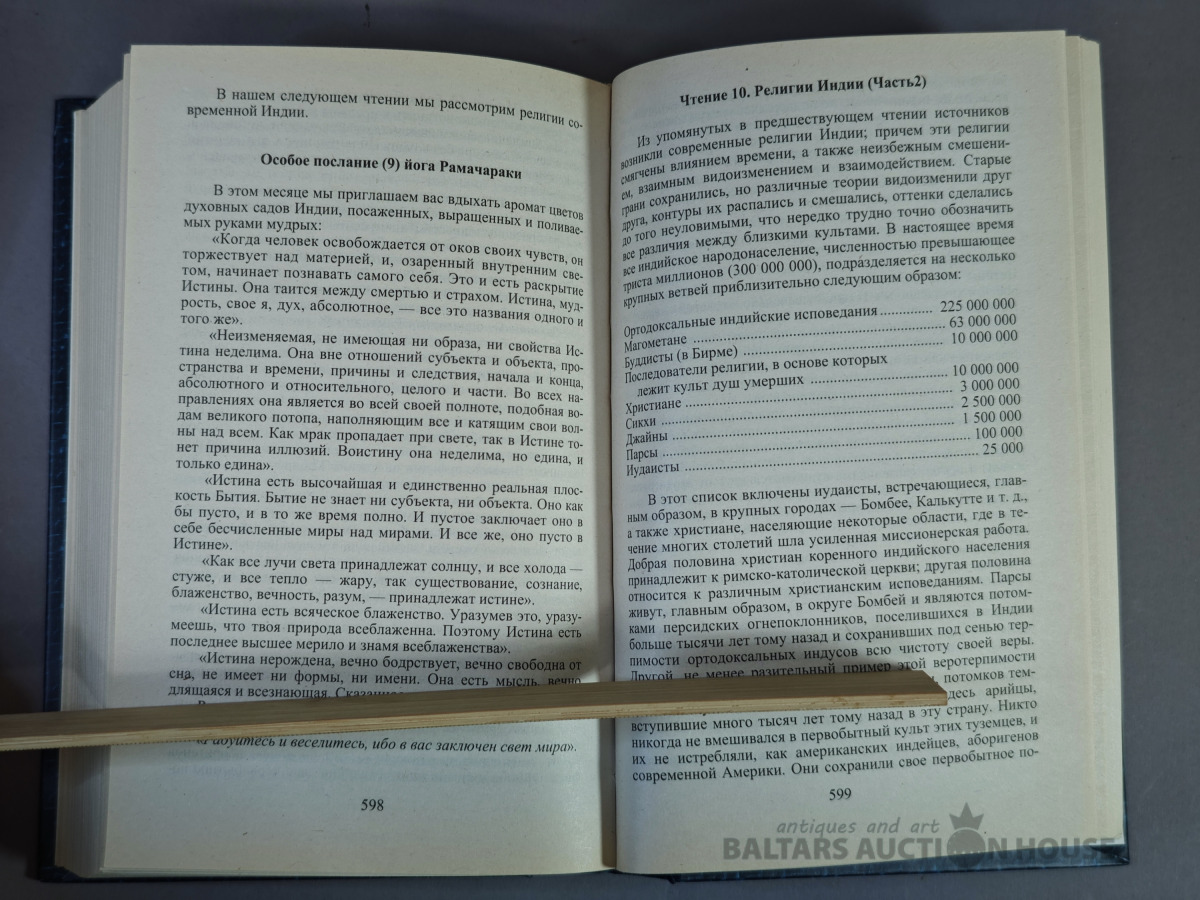 В нашем следующем чтении мы рассмотрим религии со-
временной Индии.
Особое послание (9) йога Рамачараки
В этом месяце мы приглашаем вас вдыхать аромат цветов
духовных садов Индии, посаженных, выращенных и поливае-
мых руками мудрых:
«Когда человек освобождается от оков своих чувств, он
торжествует над материей, и, озаренный внутренним све-
том, начинает познавать самого себя. Это и есть раскрытие
Истины. Она таится между смертью и страхом. Истина, муд-
рость, свое я, дух, абсолютное, — все это названия одного и
того же».
«Неизменяемая, не имеющая ни образа, ни свойства Ис-
тина неделима. Она вне отношений субъекта и объекта, про-
странства и времени, причины и следствия, начала и конца,
абсолютного и относительного, целого и части. Во всех на-
правлениях она является во всей своей полноте, подобная во-
дам великого потопа, наполняющим все и катящим свои вол-
ны над всем. Как мрак пропадает при свете, так в Истине то-
нет причина иллюзий. Воистину она неделима, но едина, и
только едина».
«Истина есть высочайшая и единственно реальная плос-
кость Бытия. Бытие не знает ни субъекта, ни объекта. Оно как
бы пусто, и в то же время полно. И пустое заключает оно в
себе бесчисленные миры над мирами. И все же, оно пусто в
Истине».
«Как все лучи света принадлежат солнцу, и все холода —
стуже, и все тепло — жару, так существование, сознание,
блаженство, вечность, разум, — принадлежат истине».
«Истина есть всяческое блаженство. Уразумев это, уразу-
меешь, что твоя природа всеблаженна. Поэтому Истина есть
последнее высшее мерило и знамя всеблаженства».
«Истина нерождена, вечно бодрствует, вечно свободна от
сна, не имеет ни формы, ни имени. Она есть мысль, вечно
длящаяся и всезнающая.
«Радуйтесь и веселитесь, ибо в вас заключен свет мира».
598
Чтение 10. Религии Индии (Часть2)
Из упомянутых в предшествующем чтении источников
возникли современные религии Индии; причем эти религии
смягчены влиянием времени, а также неизбежным смешени-
ем, взаимным видоизменением и взаимодействием. Старые
грани сохранились, но различные теории видоизменили друг
друга, контуры их распались и смешались, оттенки сделались
до того неуловимыми, что нередко трудно точно обозначить
все различия между близкими культами. В настоящее время
все индийское народонаселение, численностью превышающее
триста миллионов (300 000 000), подразделяется на несколько
крупных ветвей приблизительно следующим образом:
Ортодоксальные индийские исповедания ............. 225 000 000
Магометане ................................................ 63 000 000
Буддисты (в Бирме) ........................................ 10 000 000
Последователи религии, в основе которых
лежит культ душ умерших ........................... 10 000 000
Христиане ................................................ 3 000 000
Сикхи ................................................ 2 500 000
Джайны ................................................ 1 500 000
Парсы ................................................ 100 000
Иудаисты ................................................ 25 000
В этот список включены иудаисты, встречающиеся, глав-
ным образом, в крупных городах — Бомбее, Калькутте и т. д.,
а также христиане, населяющие некоторые области, где в те-
чение многих столетий шла усиленная миссионерская работа.
Добрая половина христиан коренного индийского населения
принадлежит к римско-католической церкви; другая половина
относится к различным христианским исповеданиям. Парсы
живут, главным образом, в округе Бомбей и являются потом-
ками персидских огнепоклонников, поселившихся в Индии
больше тысячи лет тому назад и сохранивших под сенью тер-
пимости ортодоксальных индусов всю чистоту своей веры.
Другой, не менее разительный пример этой веротерпимости
потомков тем-
арийцы,
вступившие много тысяч лет тому назад в эту страну. Никто
никогда не вмешивался в первобытный культ этих туземцев, и
их не истребляли, как американских индейцев, аборигенов
современной Америки. Они сохранили свое первобытное по-
599
antiques and art
BALTARS AUCTION HOUSE